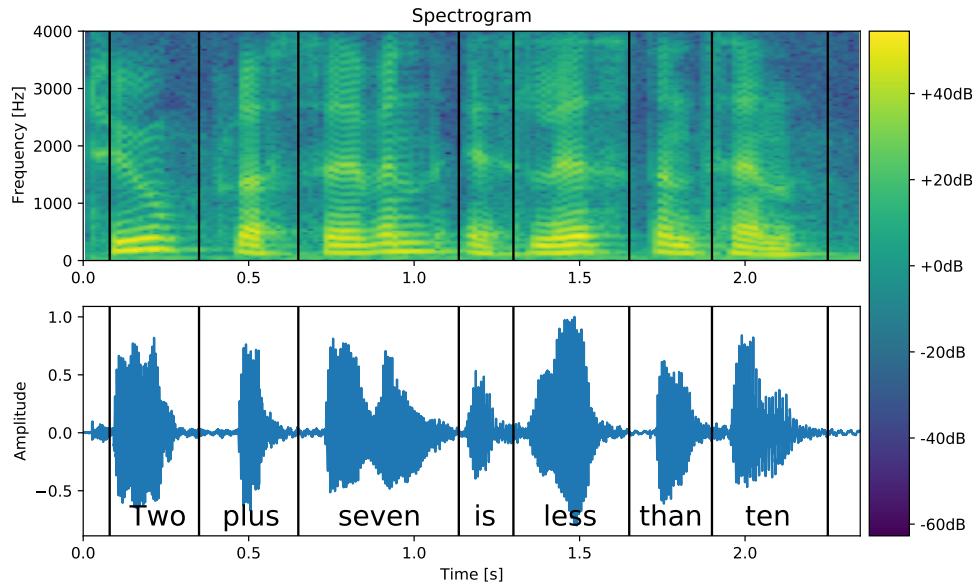 Spectrogram
4000
3000
2000
1000
0
Frequency [Hz]
0.0 0.5 1.0 1.5 2.0
+40dB
+20dB
+0dB
-20dB
-40dB
-60dB
1.0
0.5
0.0
−0.5
Amplitude
Two plus seven is less than ten
0.0 0.5 1.0 1.5 2.0
Time [s]